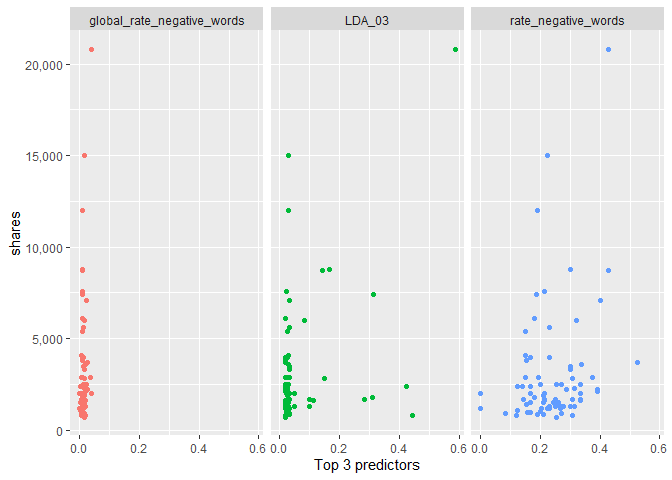 global_rate_negative_words LDA_03 rate_negative_words
20,000
15,000
10,000
5,000
0
shares
0.0 0.2 0.4 0.6 0.0 0.2 0.4 0.6 0.0 0.2 0.4 0.6
Top 3 predictors